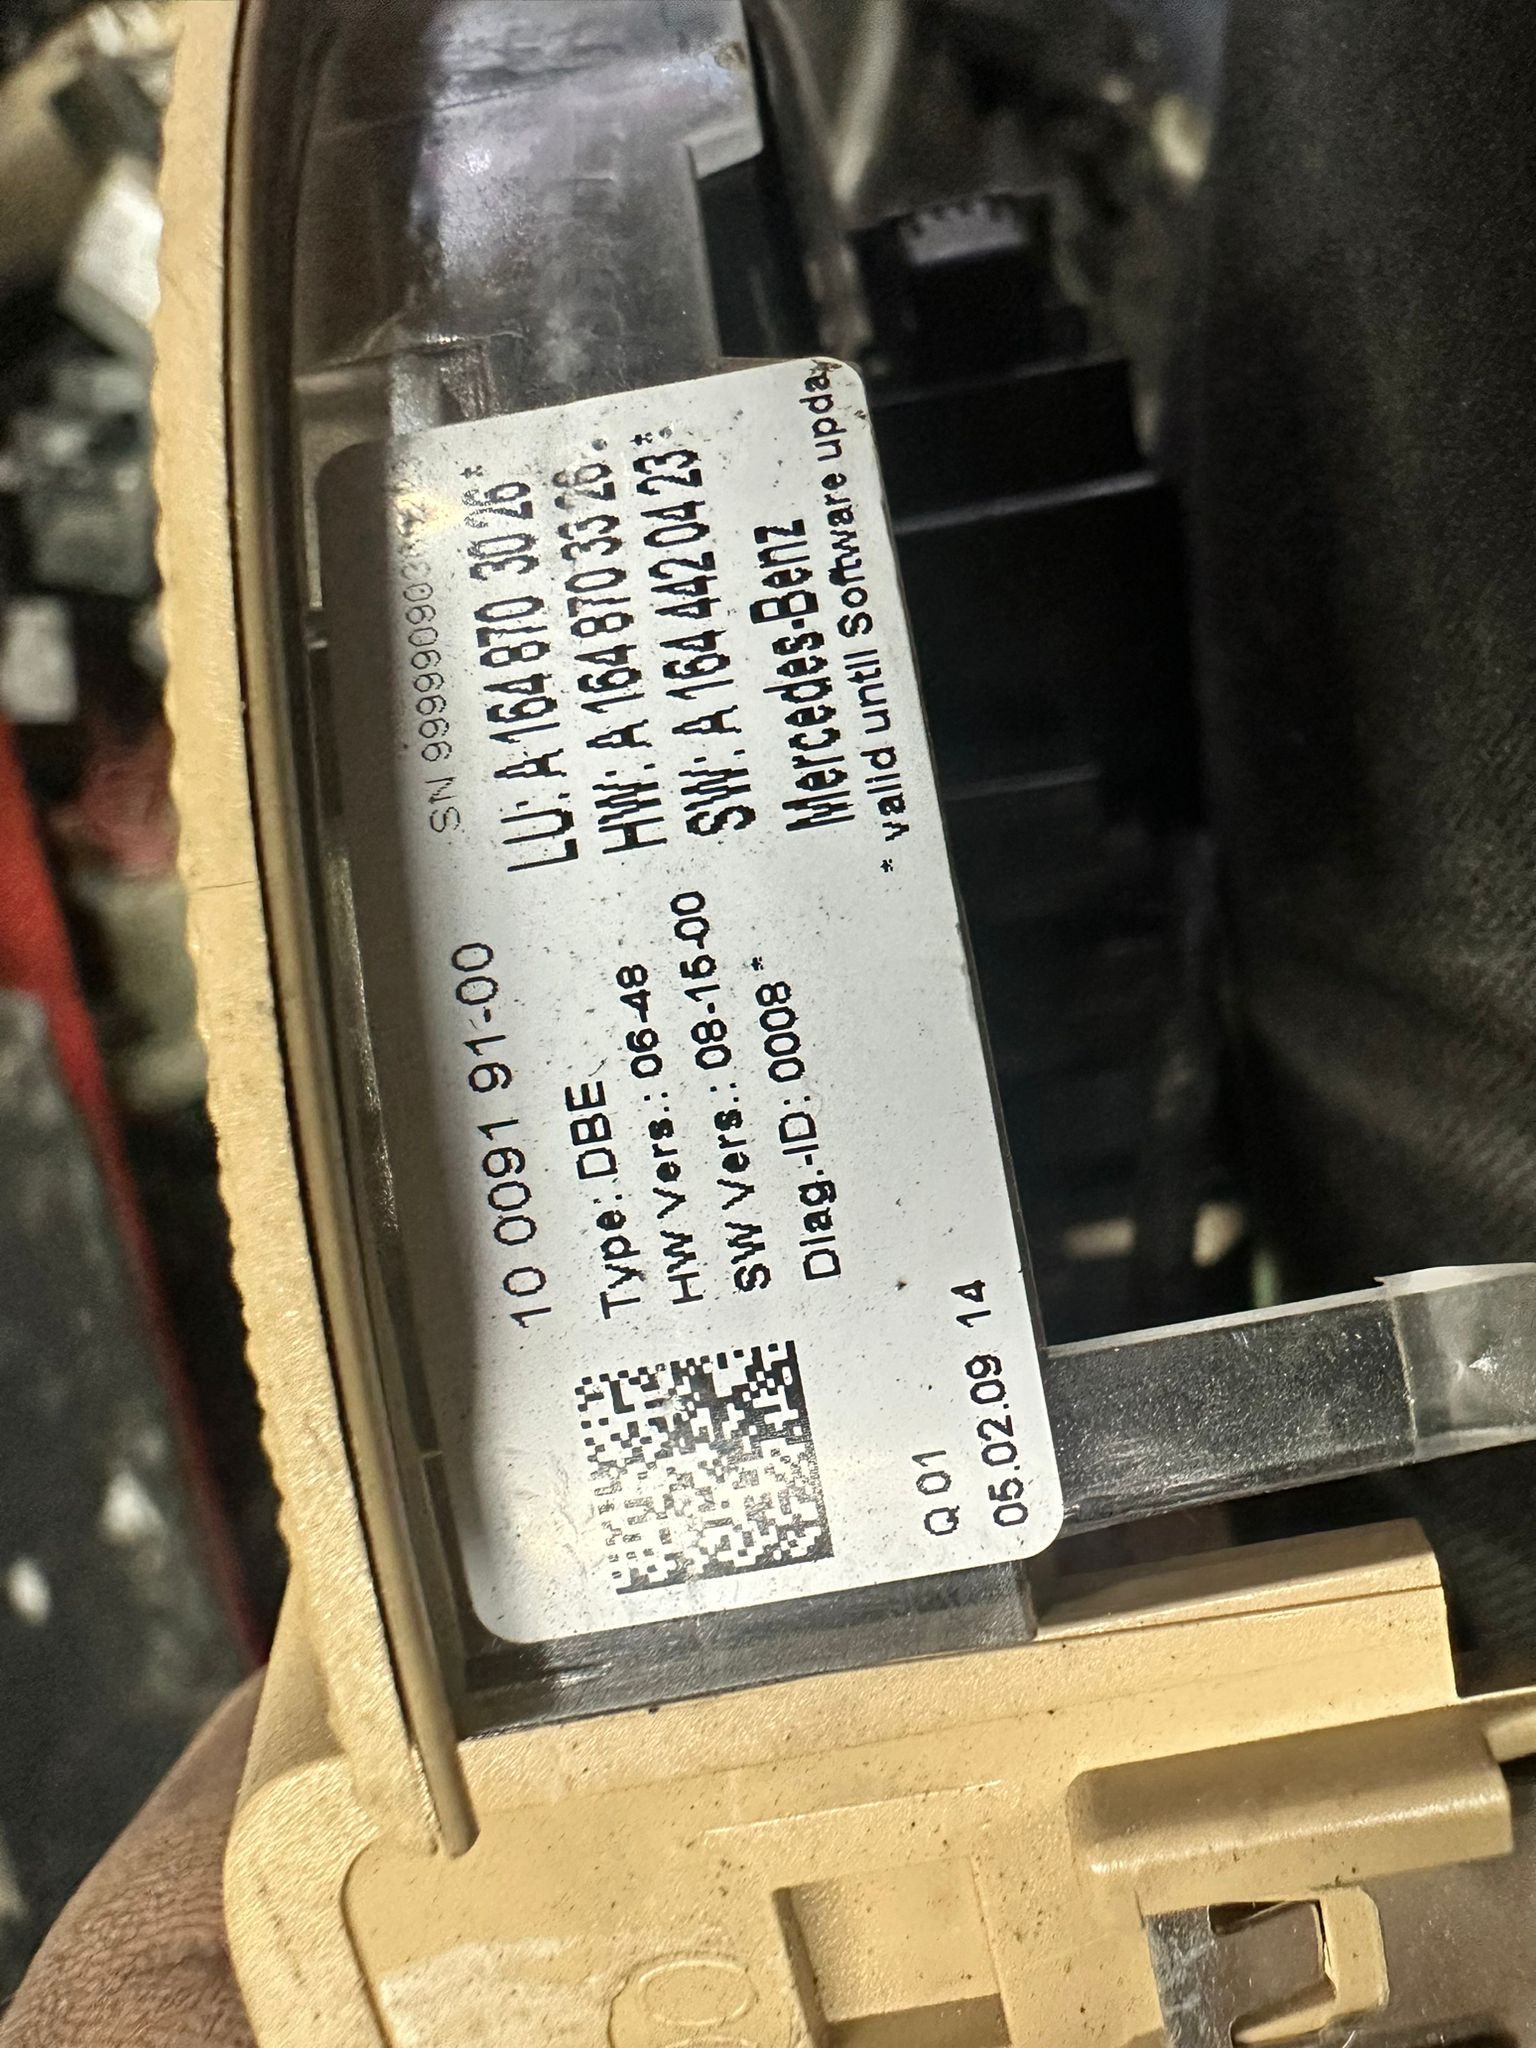 10 0091 91-00
Type: DBE
HW Vers.: 06-48
SW Vers.: 08-15-00
Diag.-ID: 0008*
Q 01
05.02.09 14
SN
LU: A 164 870 30 26*
HW: A 164 870 33 26*
SW: A 164 442 04 23*
Mercedes-Benz
* valid until Software upda